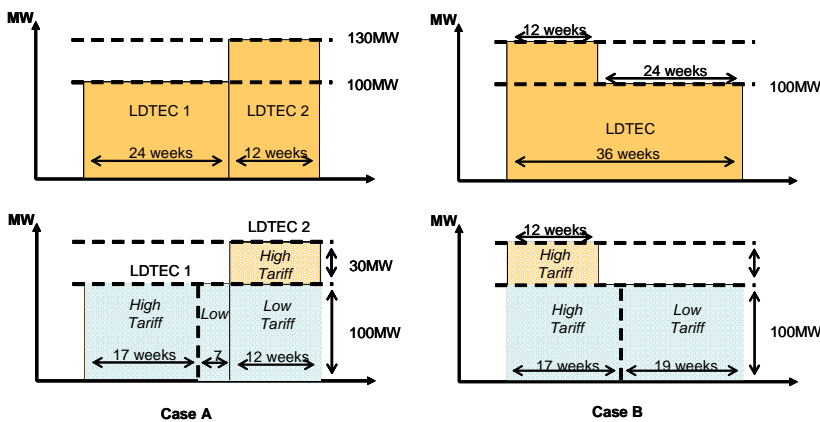 MW
130MW
100MW
LDTEC 1
LDTEC 2
24 weeks
12 weeks
MW
12 weeks
24 weeks
100MW
LDTEC
36 weeks
MW
LDTEC 2
LDTEC 1
High
Tariff
30MW
High
Tariff
Low
Low
Tariff
100MW
17 weeks
7
12 weeks
Case A
MW
12 weeks
High
Tariff
High
Tariff
Low
Tariff
100MW
17 weeks
19 weeks
Case B